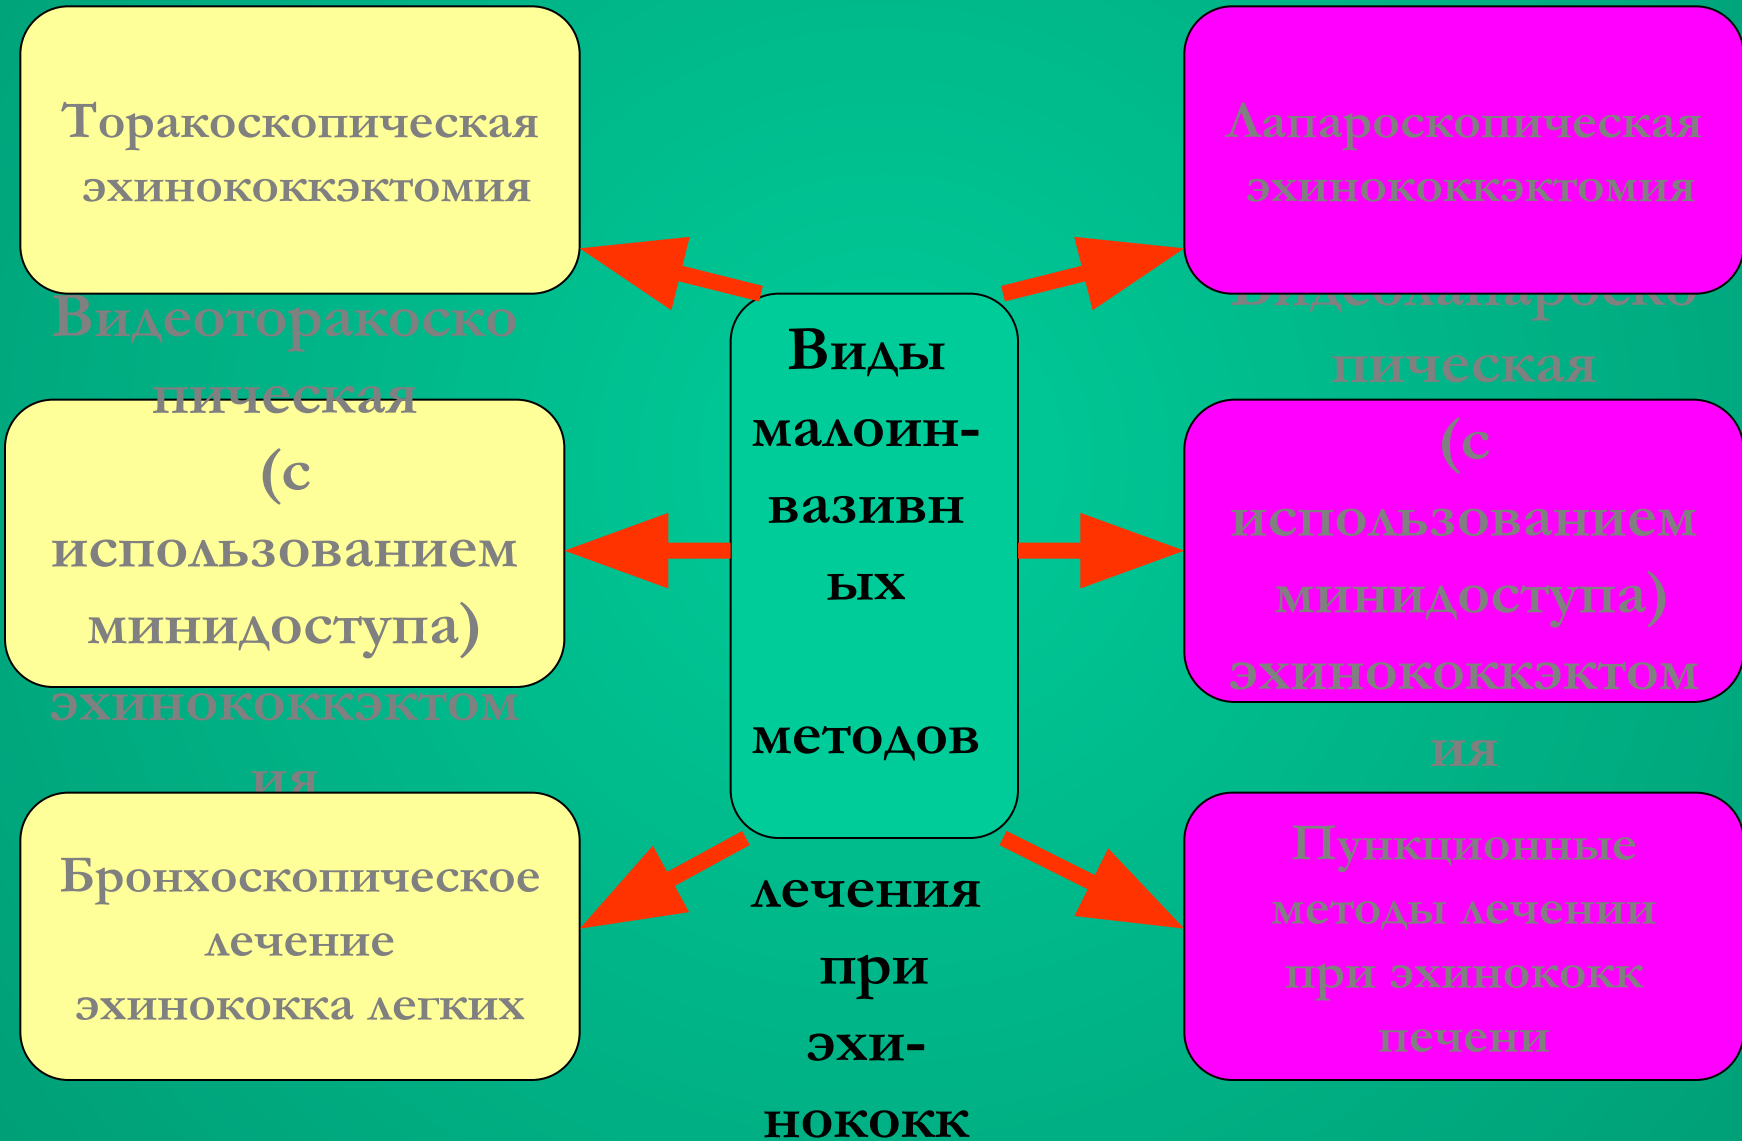 Торакоскопическая
эхинококкэктомия
Видеоторакоско
пическая
(с
использованием
минидоступа)
эхинококкэктом
ия
Бронхоскопическое
лечение
эхинококка легких
Виды
малоин-
вазивн
ых
методов
лечения
при
эхи-
нококк
Лапароскопическая
эхинококкэктомия
Видеолапароско
пическая
(с
использованием
минидоступа)
эхинококкэктом
ия
Пункционные
методы лечении
при эхинококк
печени